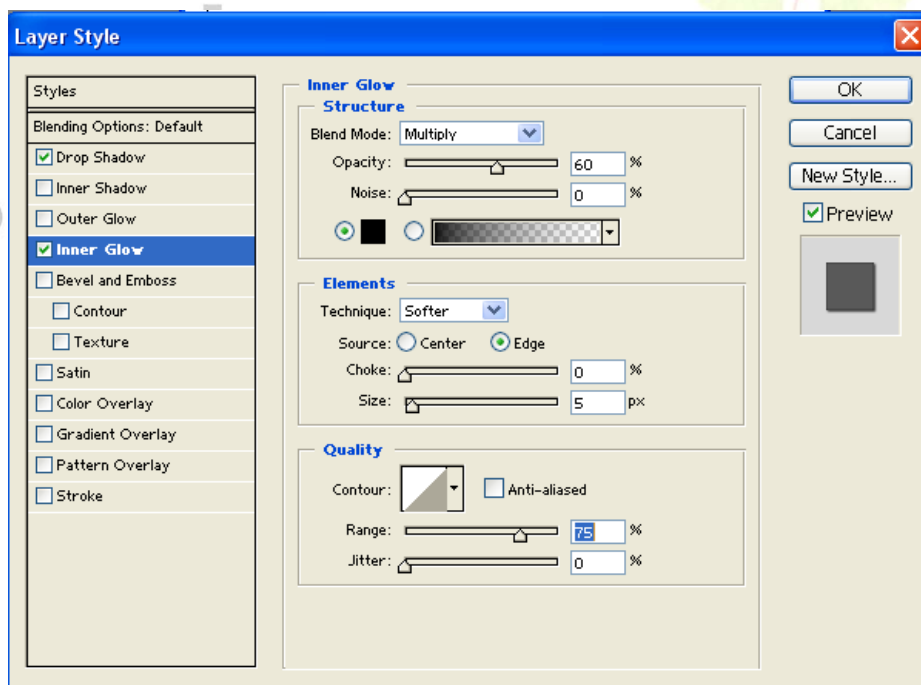 Layer Style
Styles
Blending Options: Default
Drop Shadow
Inner Shadow
Outer Glow
Inner Glow
Bevel and Emboss
Contour
Texture
Satin
Color Overlay
Gradient Overlay
Pattern Overlay
Stroke
Inner Glow
Structure
Blend Mode: Multiply
Opacity: 60 %
Noise: 0 %
Elements
Technique: Softer
Source: Center Edge
Choke: 0 %
Size: 5 px
Quality
Contour: Anti-aliased
Range: 75 %
Jitter: 0 %
OK
Cancel
New Style...
Preview